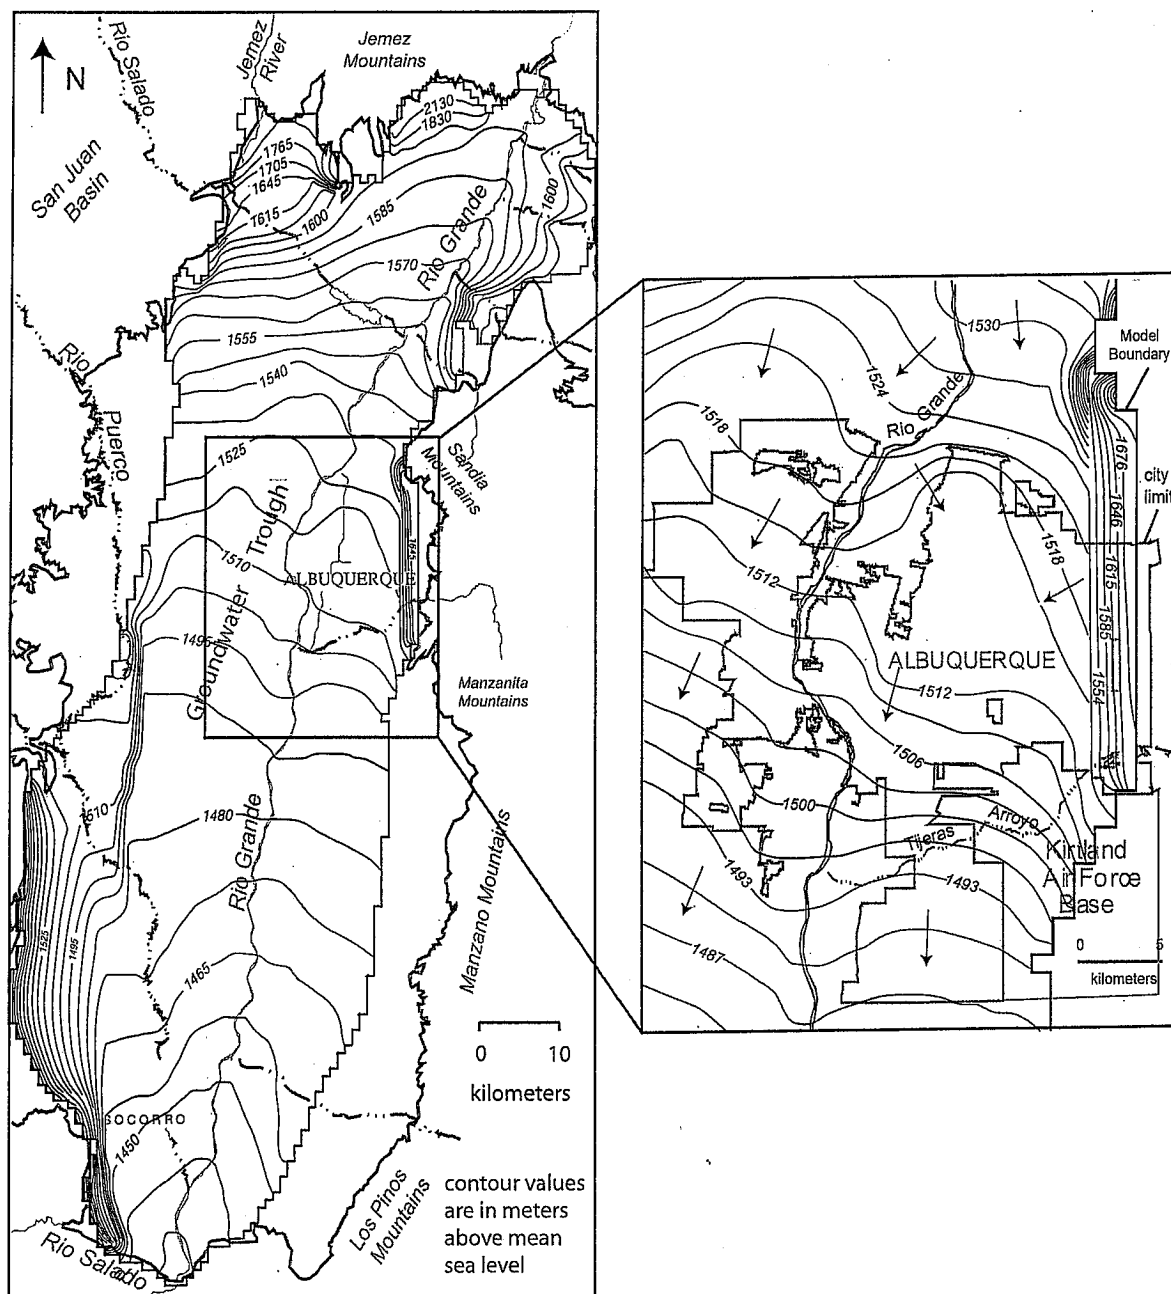 N
Rio Salado
Jemez
River
Jemez
Mountains
San Juan
Basin
2130
1830
1765
1705
1645
1615
1600
1585
1600
Rio Grande
1570
1555
1540
Rio
Puerco
1525
Sandia
Mountains
Groundwater Trough
1510
ALBUQUERQUE
1645
1495
Manzanita
Mountains
1510
1480
Rio Grande
Manzano Mountains
1525
1495
1465
0 10
kilometers
SOCORRO
1450
Los Pinos
Mountains
contour values
are in meters
above mean
sea level
Rio Salado
1530
Model
Boundary
1524
Rio Grande
1518
1676
city
limit
1646
1518
1512
1615
1585
ALBUQUERQUE
1554
1512
1506
1500
Arroyo
Tijeras
Kirtland
Air Force
Base
1493
1493
0 5
kilometers
1487